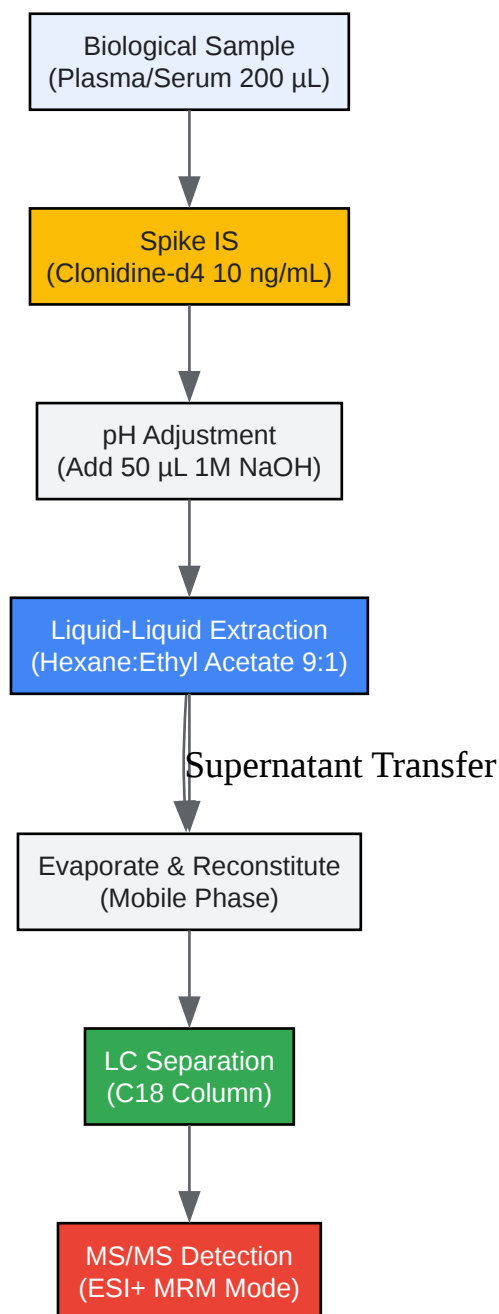 Biological Sample
(Plasma/Serum 200 µL)
Spike IS
(Clonidine-d4 10 ng/mL)
pH Adjustment
(Add 50 µL 1M NaOH)
Liquid-Liquid Extraction
(Hexane:Ethyl Acetate 9:1)
Supernatant Transfer
Evaporate & Reconstitute
(Mobile Phase)
LC Separation
(C18 Column)
MS/MS Detection
(ESI+ MRM Mode)